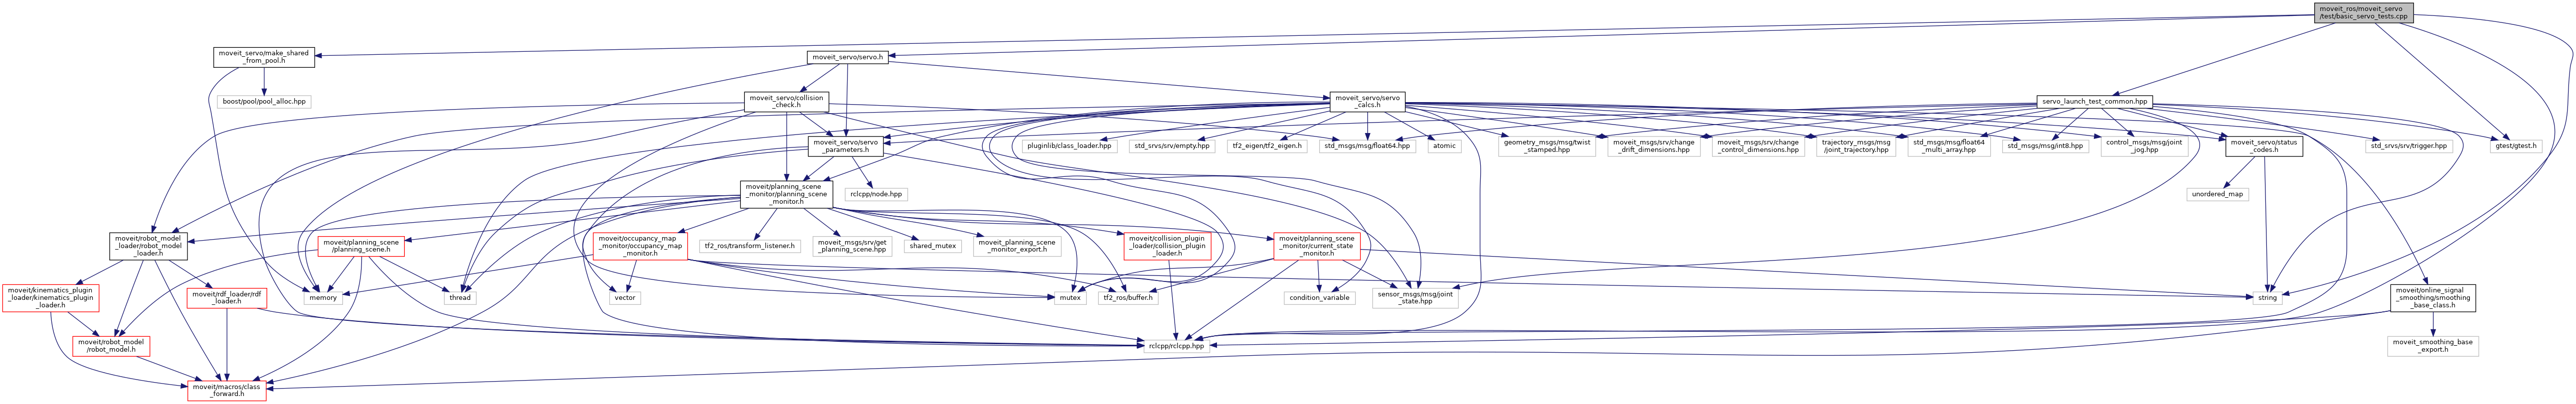 moveit_ros/moveit_servo
/test/basic_servo_tests.cpp
moveit_servo/make_shared
_from_pool.h
moveit_servo/servo.h
boost/pool/pool_alloc.hpp
moveit_servo/collision
_check.h
moveit_servo/servo
_calcs.h
servo_launch_test_common.hpp
moveit_servo/servo
_parameters.h
pluginlib/class_loader.hpp
std_srvs/srv/empty.hpp
tf2_eigen/tf2_eigen.h
std_msgs/msg/float64.hpp
atomic
geometry_msgs/msg/twist
_stamped.hpp
moveit_msgs/srv/change
_drift_dimensions.hpp
moveit_msgs/srv/change
_control_dimensions.hpp
trajectory_msgs/msg
/joint_trajectory.hpp
std_msgs/msg/float64
_multi_array.hpp
std_msgs/msg/int8.hpp
control_msgs/msg/joint
_jog.hpp
moveit_servo/status
_codes.h
std_srvs/srv/trigger.hpp
gtest/gtest.h
moveit/planning_scene
_monitor/planning_scene
_monitor.h
rclcpp/node.hpp
unordered_map
moveit/robot_model
_loader/robot_model
_loader.h
moveit/planning_scene
/planning_scene.h
moveit/occupancy_map
_monitor/occupancy_map
_monitor.h
tf2_ros/transform_listener.h
moveit_msgs/srv/get
_planning_scene.hpp
shared_mutex
moveit_planning_scene
_monitor_export.h
moveit/collision_plugin
_loader/collision_plugin
_loader.h
moveit/planning_scene
_monitor/current_state
_monitor.h
moveit/kinematics_plugin
_loader/kinematics_plugin
_loader.h
moveit/rdf_loader/rdf
_loader.h
memory
thread
vector
mutex
tf2_ros/buffer.h
condition_variable
sensor_msgs/msg/joint
_state.hpp
string
moveit/online_signal
_smoothing/smoothing
_base_class.h
moveit/robot_model
/robot_model.h
rclcpp/rclcpp.hpp
moveit_smoothing_base
_export.h
moveit/macros/class
_forward.h